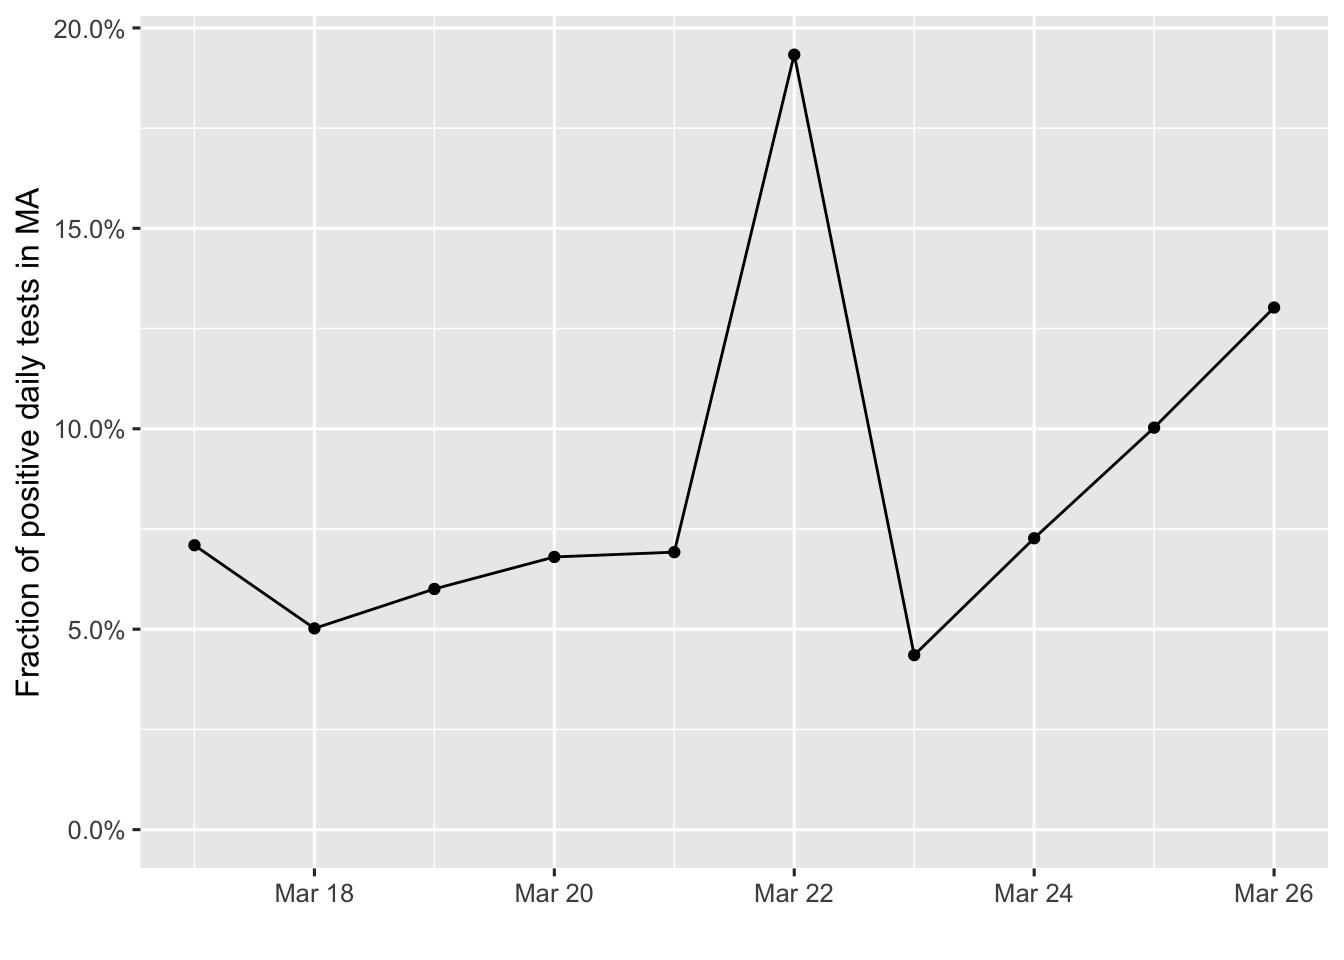 Fraction of positive daily tests in MA
20.0%
15.0%
10.0%
5.0%
0.0%
Mar 18
Mar 20
Mar 22
Mar 24
Mar 26